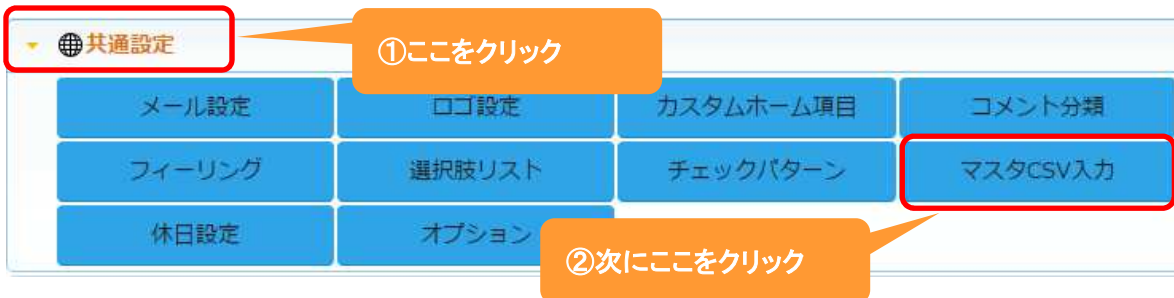 共通設定
①ここをクリック
メール設定 ロゴ設定 カスタムホーム項目 コメント分類
フィーリング 選択肢リスト チェックパターン マスタCSV入力
休日設定 オプション
②次にここをクリック